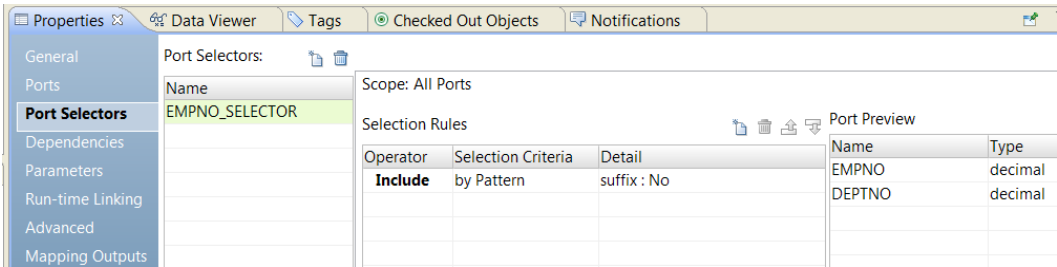 Properties Data Viewer Tags Checked Out Objects Notifications
General
Ports
Port Selectors
Dependencies
Parameters
Run-time Linking
Advanced
Mapping Outputs
Port Selectors:
Name
EMPNO_SELECTOR
Scope: All Ports
Selection Rules
Operator Selection Criteria Detail
Include by Pattern suffix : No
Port Preview
Name Type
EMPNO decimal
DEPTNO decimal